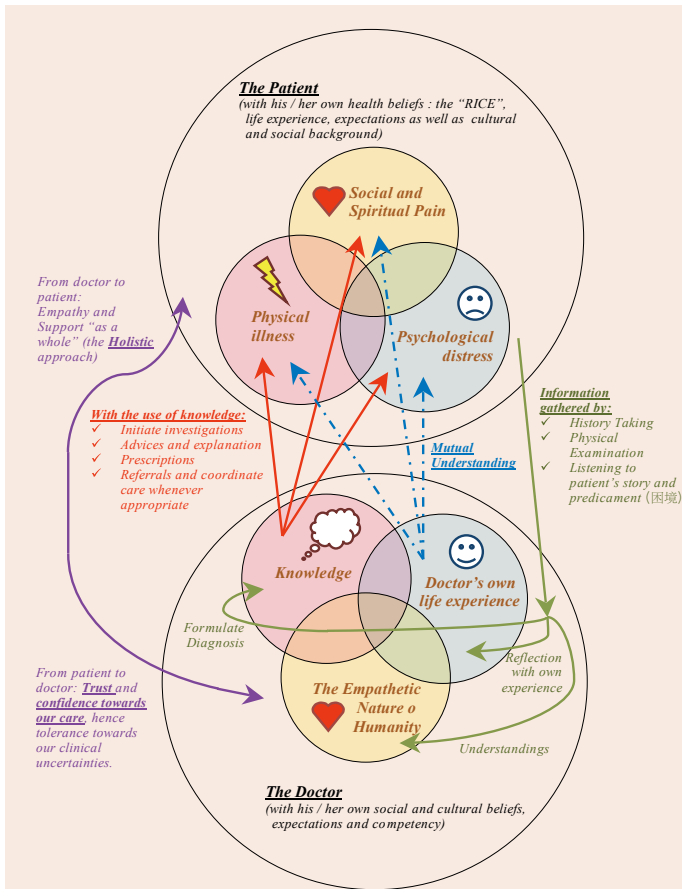 The Patient
(with his / her own health beliefs : the “RICE”,
life experience, expectations as well as cultural
and social background)
Social and
Spiritual Pain
Physical
illness
Psychological
distress
From doctor to
patient:
Empathy and
Support “as a
whole” (the Holistic
approach)
With the use of knowledge:
✓ Initiate investigations
✓ Advices and explanation
✓ Prescriptions
✓ Referrals and coordinate
care whenever
appropriate
Mutual
Understanding
Information
gathered by:
✓ History Taking
✓ Physical
Examination
✓ Listening to
patient’s story and
predicament (困境)
Knowledge
Doctor’s own
life experience
Formulate
Diagnosis
Reflection
with own
experience
The Empathetic
Nature o
Humanity
Understandings
From patient to
doctor: Trust and
confidence towards
our care, hence
tolerance towards
our clinical
uncertainties.
The Doctor
(with his / her own social and cultural beliefs,
expectations and competency)